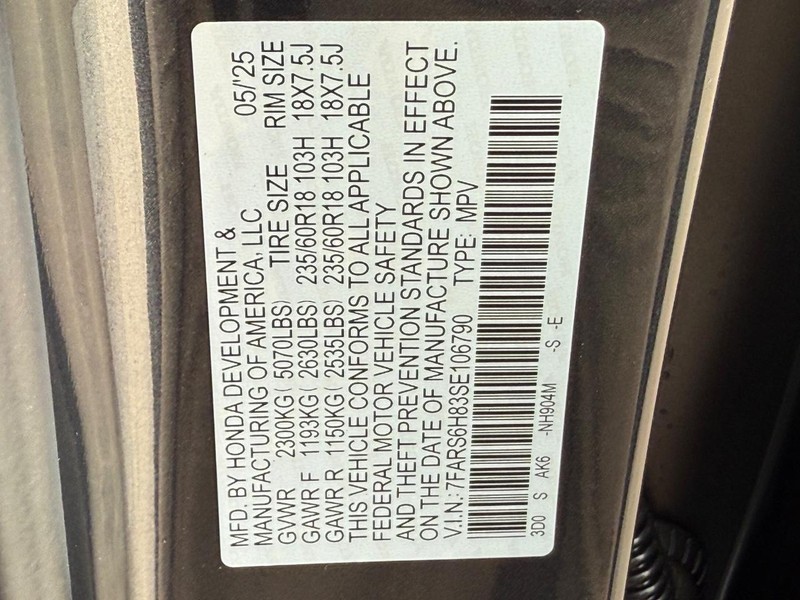 MFD. BY HONDA DEVELOPMENT &
MANUFACTURING OF AMERICA, LLC 05/'25
GVWR 2300KG( 5070LBS) TIRE SIZE RIM SIZE
GAWR F 1193KG( 2630LBS) 235/60R18 103H 18X7.5J
GAWR R 1150KG( 2535LBS) 235/60R18 103H 18X7.5J
THIS VEHICLE CONFORMS TO ALL APPLICABLE
FEDERAL MOTOR VEHICLE SAFETY
AND THEFT PREVENTION STANDARDS IN EFFECT
ON THE DATE OF MANUFACTURE SHOWN ABOVE.
V.I.N.: 7FARS6H83SE106790 TYPE: MPV
3D0 S AK6 -NH904M -S -E